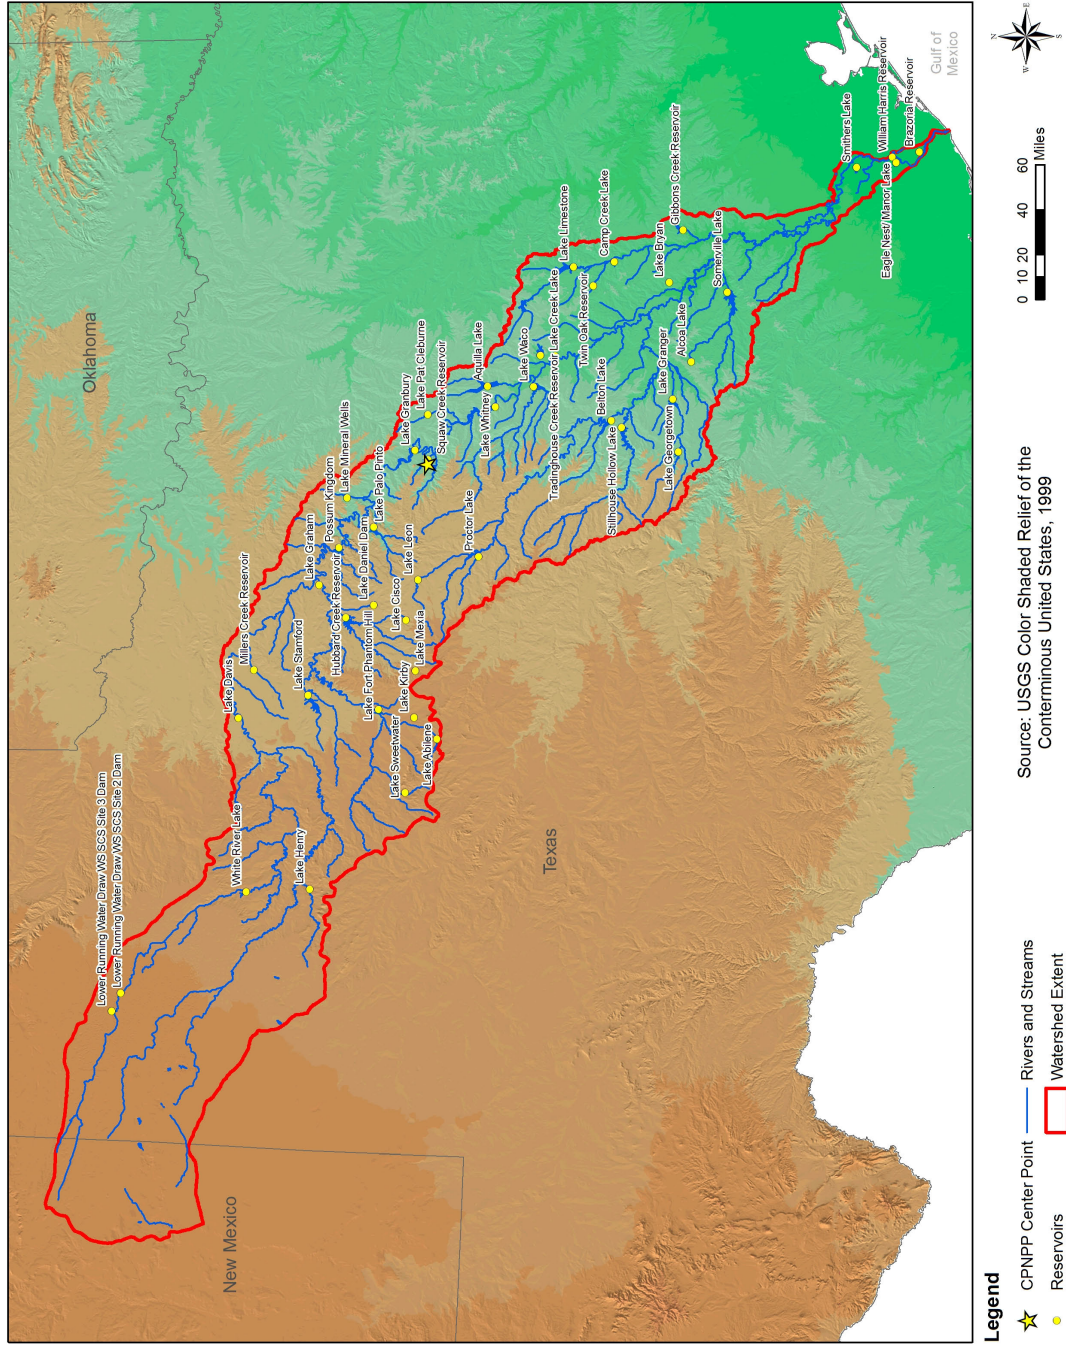 Oklahoma
New Mexico
Texas
Gulf of
Mexico
Lower Running Water Draw WS SCS Site 3 Dam
Lower Running Water Draw WS SCS Site 2 Dam
White River Lake
Lake Henry
Lake Davis
Millers Creek Reservoir
Lake Stamford
Lake Graham
Possum Kingdom
Lake Mineral Wells
Hubbard Creek Reservoir
Lake Daniel Dam
Lake Palo Pinto
Lake Fort Phantom Hill
Lake Cisco
Lake Leon
Lake Sweetwater
Lake Kirby
Lake Mexia
Lake Abilene
Proctor Lake
Lake Granbury
Lake Pat Cleburne
Squaw Creek Reservoir
Lake Whitney
Aquilla Lake
Lake Waco
Tradinghouse Creek Reservoir Lake Creek Lake
Lake Limestone
Twin Oak Reservoir
Camp Creek Lake
Belton Lake
Stillhouse Hollow Lake
Lake Georgetown
Lake Granger
Alcoa Lake
Lake Bryan
Gibbons Creek Reservoir
Somerville Lake
Smithers Lake
Eagle Nest/ Manor Lake
William Harris Reservoir
Brazoria Reservoir
Legend
CPNPP Center Point
Rivers and Streams
Reservoirs
Watershed Extent
Source: USGS Color Shaded Relief of the
Conterminous United States, 1999
0 10 20 40 60
Miles
N
W
E
S